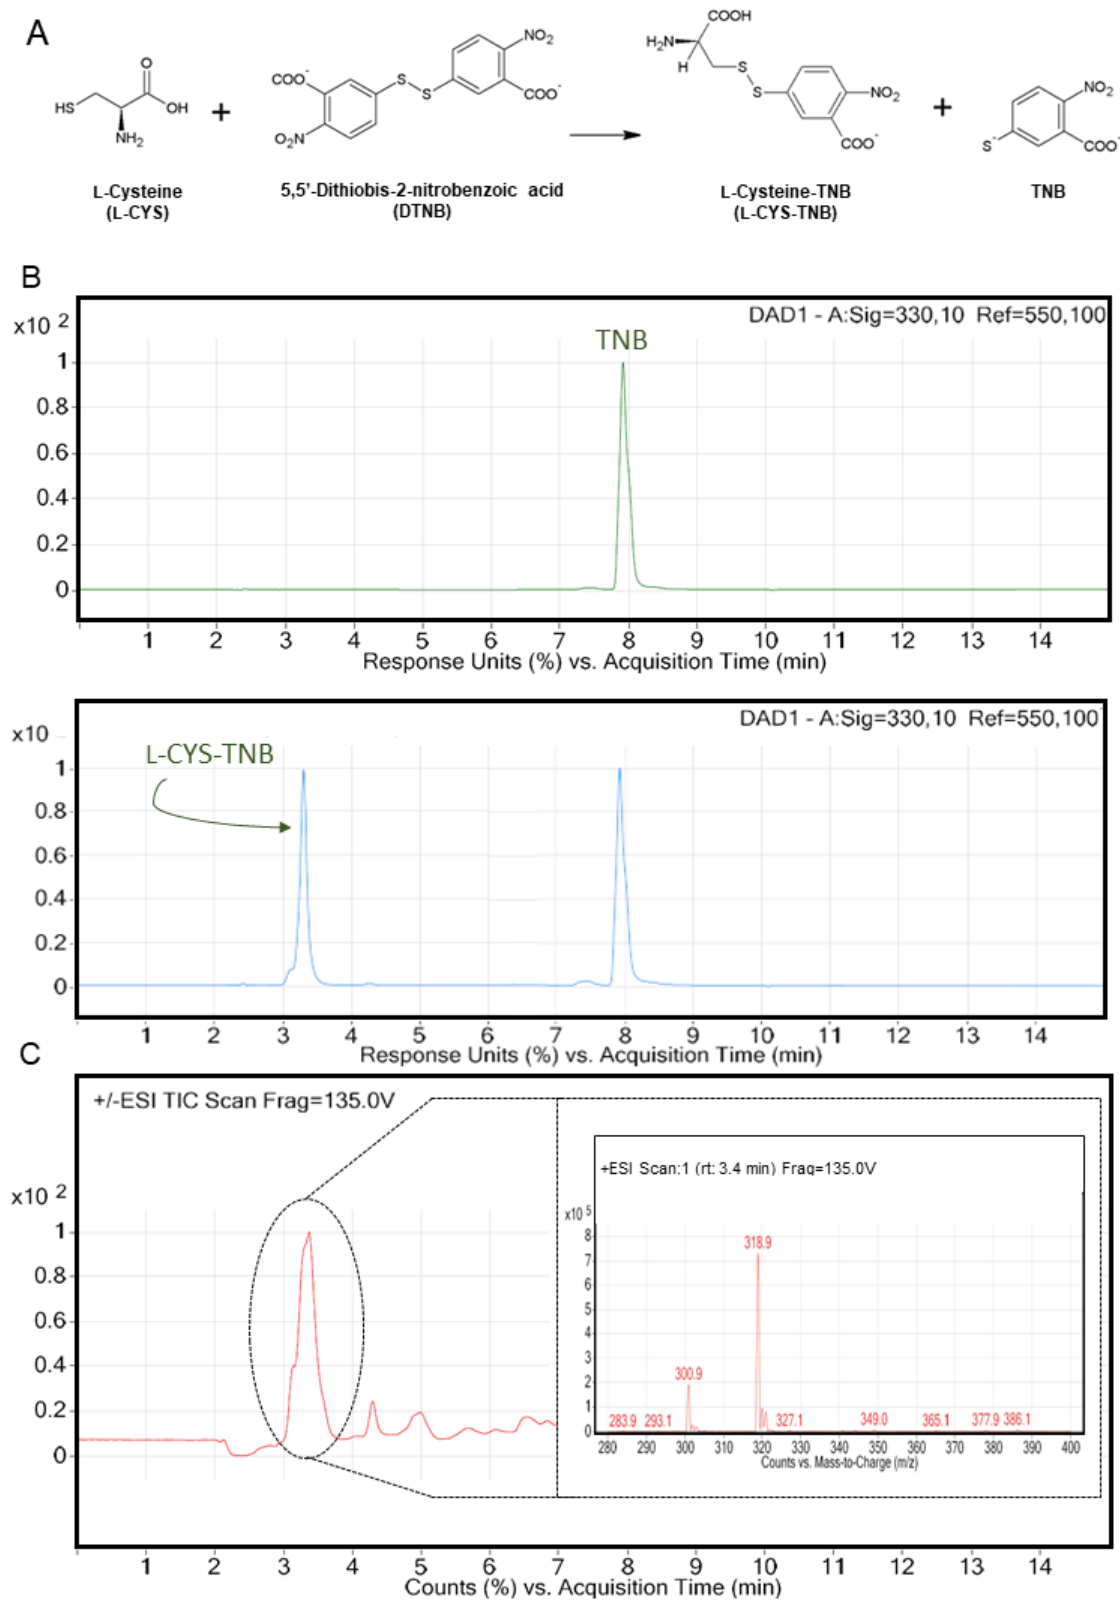 A
COOH
H₂N
H
S
S
NO₂
COO⁻
O
HS
OH
NH₂
+
COO⁻
O₂N
S
S
NO₂
COO⁻
+
NO₂
S⁻
COO⁻
L-Cysteine
(L-CYS)
5,5'-Dithiobis-2-nitrobenzoic acid
(DTNB)
L-Cysteine-TNB
(L-CYS-TNB)
TNB
B
DAD1 - A:Sig=330,10 Ref=550,100
x10 2
TNB
1
0.8
0.6
0.4
0.2
0
1 2 3 4 5 6 7 8 9 10 11 12 13 14
Response Units (%) vs. Acquisition Time (min)
DAD1 - A:Sig=330,10 Ref=550,100
x10
L-CYS-TNB
1
0.8
0.6
0.4
0.2
0
1 2 3 4 5 6 7 8 9 10 11 12 13 14
Response Units (%) vs. Acquisition Time (min)
C
+/-ESI TIC Scan Frag=135.0V
x10 2
1
0.8
0.6
0.4
0.2
0
+ESI Scan:1 (rt: 3.4 min) Frag=135.0V
x10 5
8
7
6
5
4
3
2
1
0
318.9
300.9
283.9 293.1 327.1 349.0 365.1 377.9 386.1
280 290 300 310 320 330 340 350 360 370 380 390 400
Counts vs. Mass-to-Charge (m/z)
1 2 3 4 5 6 7 8 9 10 11 12 13 14
Counts (%) vs. Acquisition Time (min)